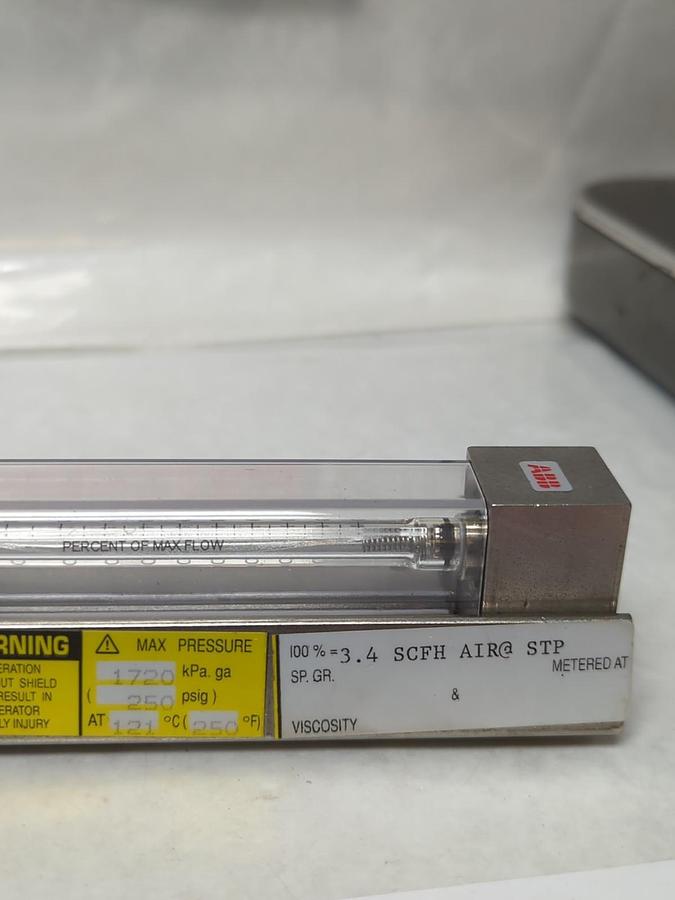 ABB
PERCENT OF MAX FLOW
RNING
ERATION
UT SHIELD
RESULT IN
ERATOR
LY INJURY
⚠ MAX PRESSURE
1720 kPa. ga
( 250 psig )
AT 121 °C( 250 °F)
100 % = 3.4 SCFH AIR@ STP
METERED AT
SP. GR.
&
VISCOSITY